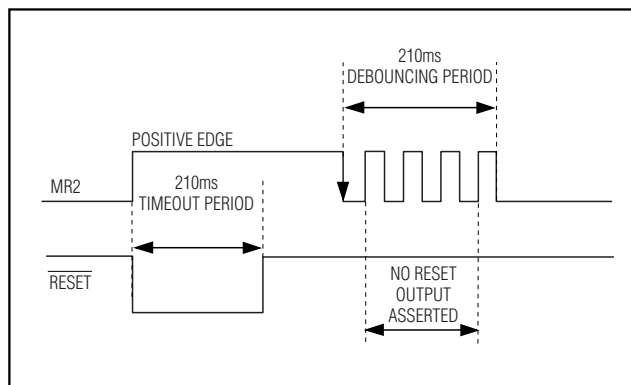 210ms
DEBOUNCING PERIOD
POSITIVE EDGE
MR2
210ms
TIMEOUT PERIOD
RESET
NO RESET
OUTPUT
ASSERTED